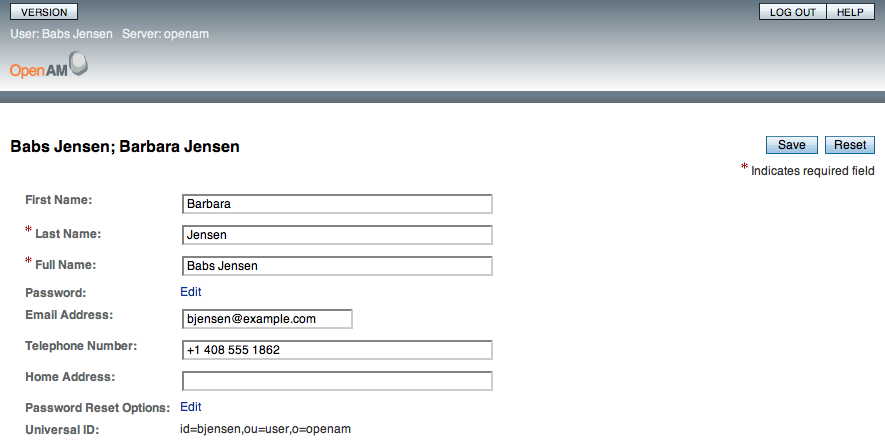 VERSION LOG OUT HELP
User: Babs Jensen Server: openam
OpenAM
Babs Jensen; Barbara Jensen Save Reset
* Indicates required field
First Name: Barbara
* Last Name: Jensen
* Full Name: Babs Jensen
Password: Edit
Email Address: bjensen@example.com
Telephone Number: +1 408 555 1862
Home Address:
Password Reset Options: Edit
Universal ID: id=bjensen,ou=user,o=openam